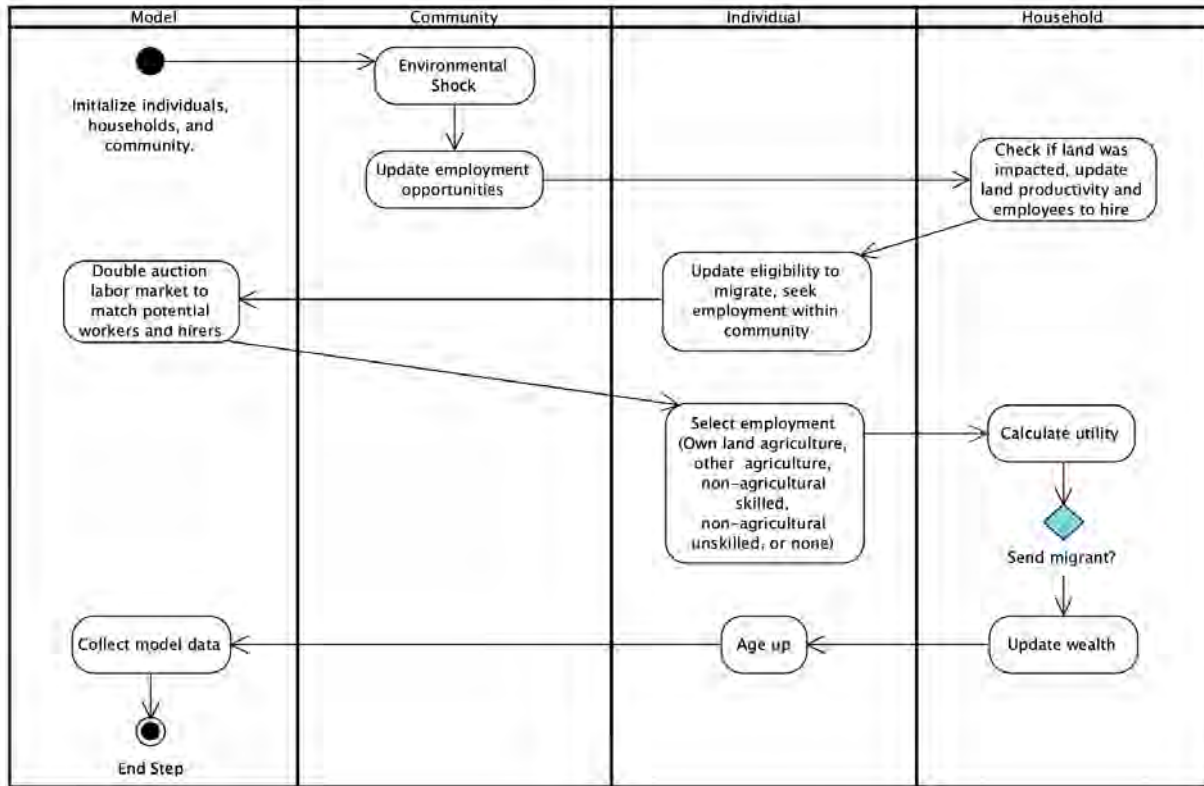 Model
Community
Individual
Household
Environmental
Shock
Initialize individuals,
households, and
community.
Update employment
opportunities
Check if land was
impacted, update
land productivity and
employees to hire
Double auction
labor market to
match potential
workers and hirers
Update eligibility to
migrate, seek
employment within
community
Select employment
(Own land agriculture,
other agriculture,
non-agricultural
skilled,
non-agricultural
unskilled, or none)
Calculate utility
Send migrant?
Collect model data
Age up
Update wealth
End Step